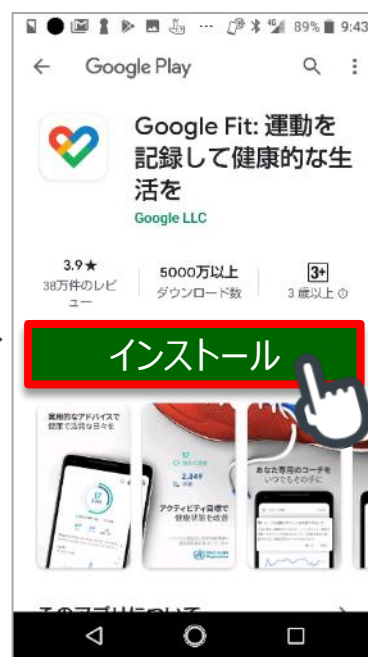 89% 9:43
Google Play
Google Fit: 運動を
記録して健康的な生
活を
Google LLC
3.9★
38万件のレビ
ュー
5000万以上
ダウンロード数
3+
3 歳以上
インストール
実用的なアドバイスで
健康で活発な日々を
17
2,349
アクティビティ目標で
健康状態を改善
あなた専用のコーチを
いつでもその手に
このアプリについて